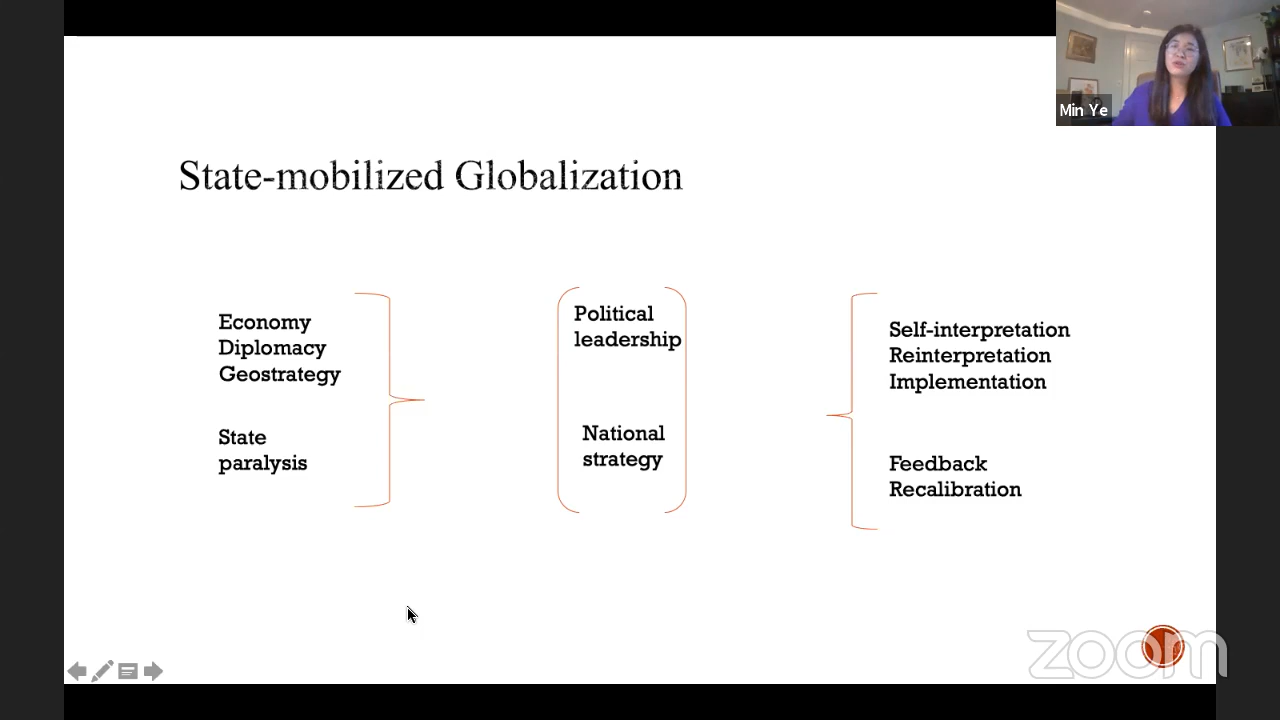 Min Ye
State-mobilized Globalization
Economy
Diplomacy
Geostrategy
State
paralysis
Political
leadership
National
strategy
Self-interpretation
Reinterpretation
Implementation
Feedback
Recalibration
zoom